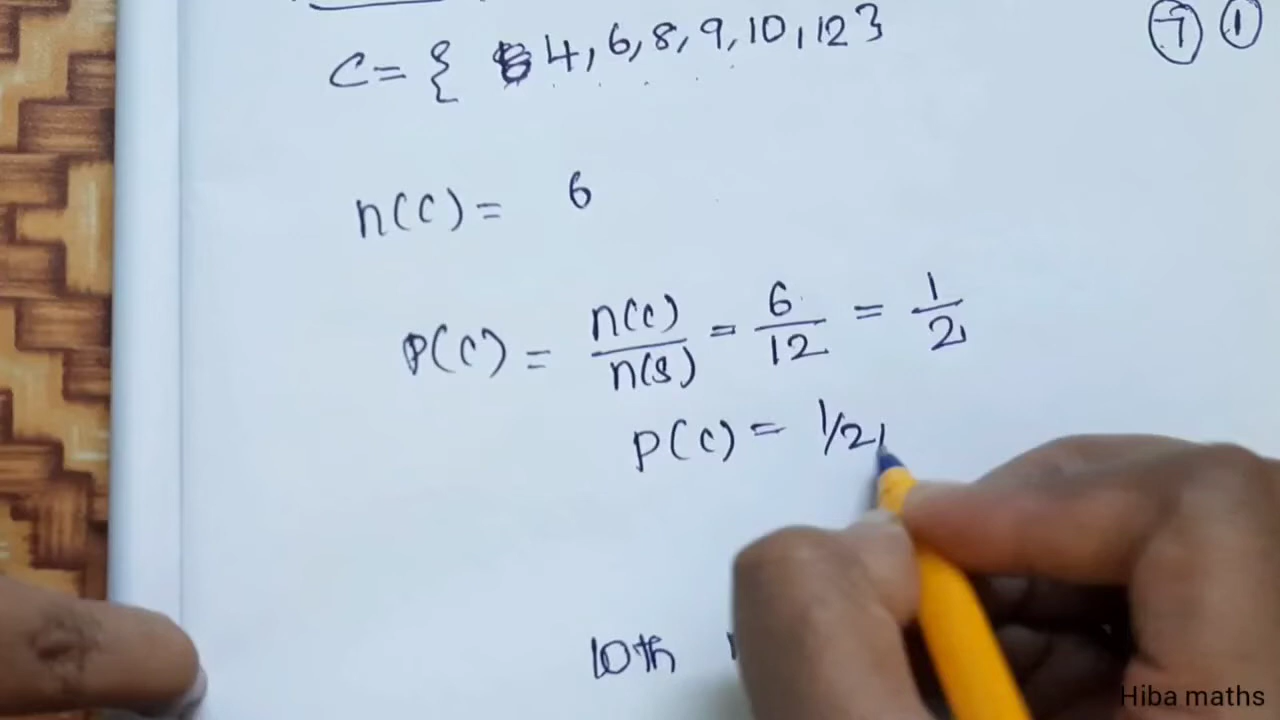 C = { 4, 6, 8, 9, 10, 12 }
7 1
n(C) = 6
P(C) = n(C)/n(S) = 6/12 = 1/2
P(C) = 1/2
10th
Hiba maths